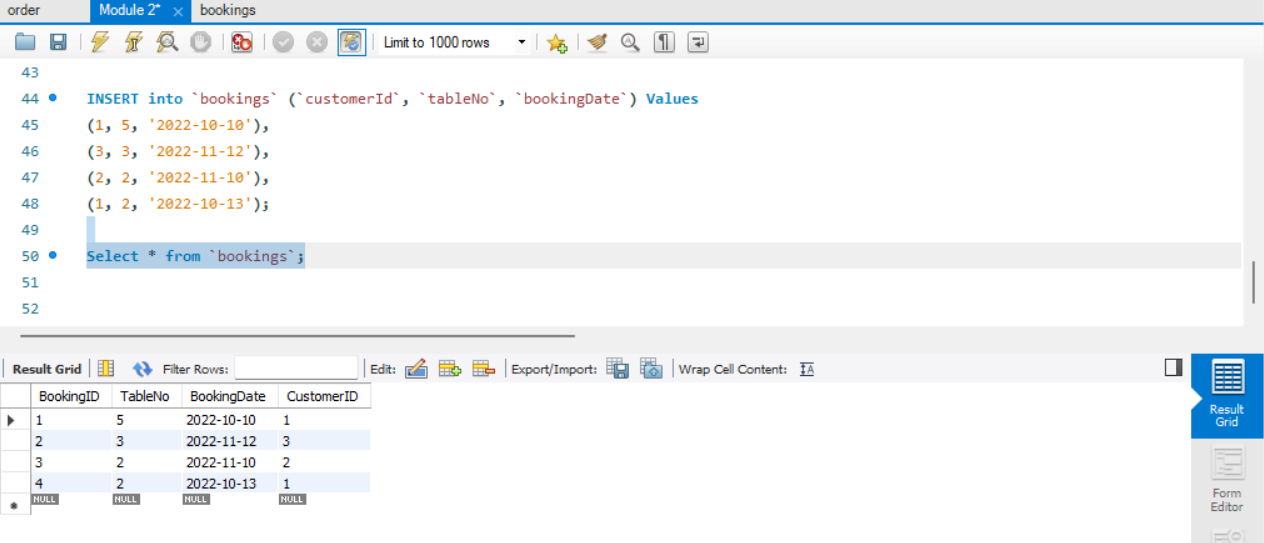 order Module 2* bookings
Limit to 1000 rows
43
44 INSERT into `bookings` (`customerId`, `tableNo`, `bookingDate`) Values
45 (1, 5, '2022-10-10'),
46 (3, 3, '2022-11-12'),
47 (2, 2, '2022-11-10'),
48 (1, 2, '2022-10-13');
49
50 Select * from `bookings`;
51
52
Result Grid Filter Rows: Edit: Export/Import: Wrap Cell Content: IA
BookingID TableNo BookingDate CustomerID
1 5 2022-10-10 1
2 3 2022-11-12 3
3 2 2022-11-10 2
4 2 2022-10-13 1
NULL NULL NULL NULL
Result
Grid
Form
Editor